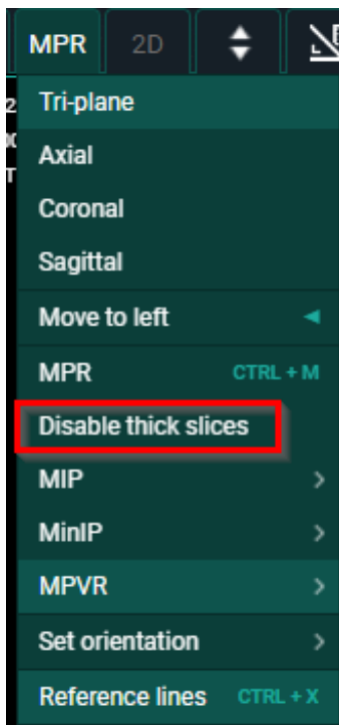 MPR 2D
Tri-plane
Axial
Coronal
Sagittal
Move to left
MPR CTRL + M
Disable thick slices
MIP
MinIP
MPVR
Set orientation
Reference lines CTRL + X